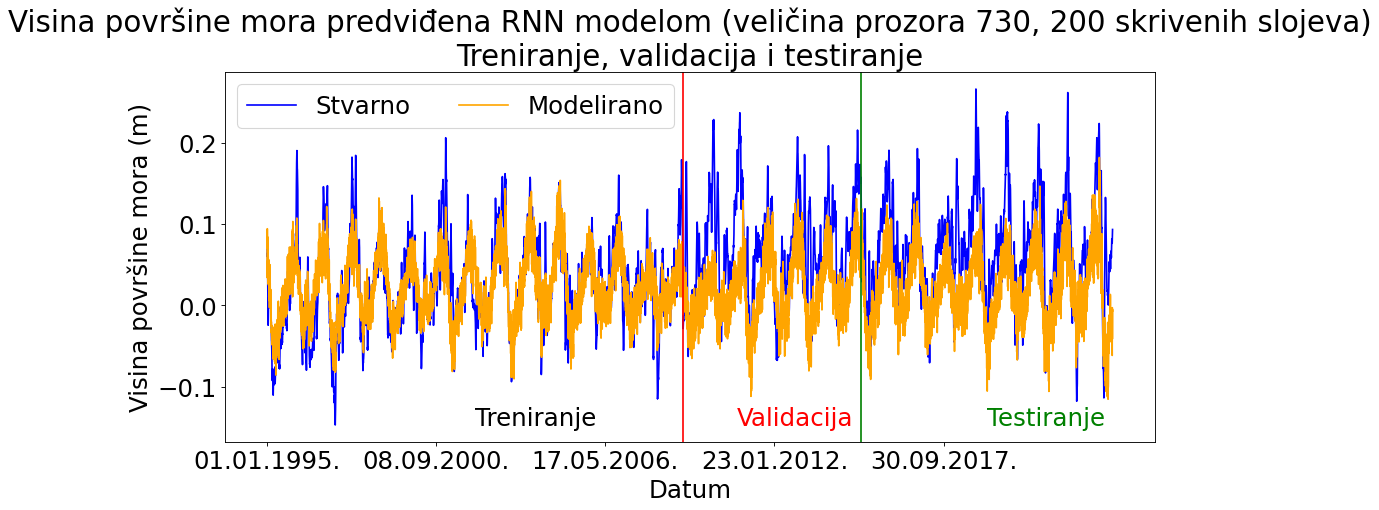 Visina površine mora predviđena RNN modelom (veličina prozora 730, 200 skrivenih slojeva)
Treniranje, validacija i testiranje
Stvarno
Modelirano
Visina površine mora (m)
0.2
0.1
0.0
−0.1
Treniranje
Validacija
Testiranje
01.01.1995.
08.09.2000.
17.05.2006.
23.01.2012.
30.09.2017.
Datum